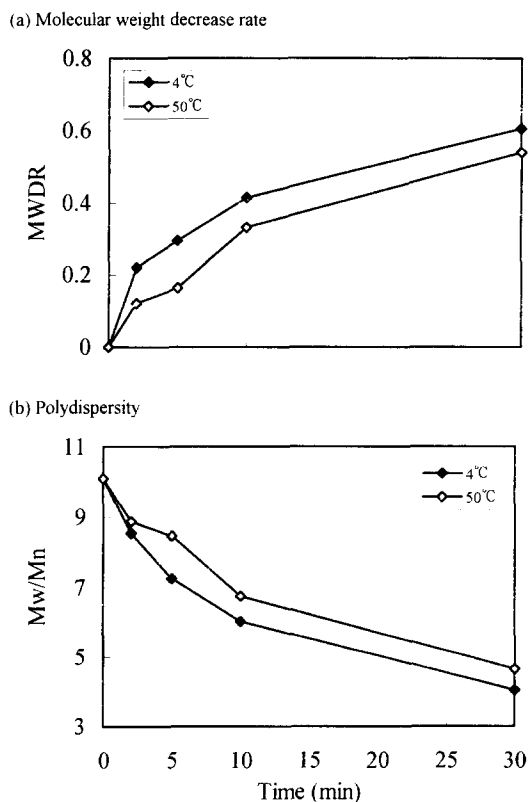 (a) Molecular weight decrease rate
0.8
4℃
50℃
0.6
MWDR
0.4
0.2
0
(b) Polydispersity
11
4℃
50℃
9
Mw/Mn
7
5
3
0 5 10 15 20 25 30
Time (min)